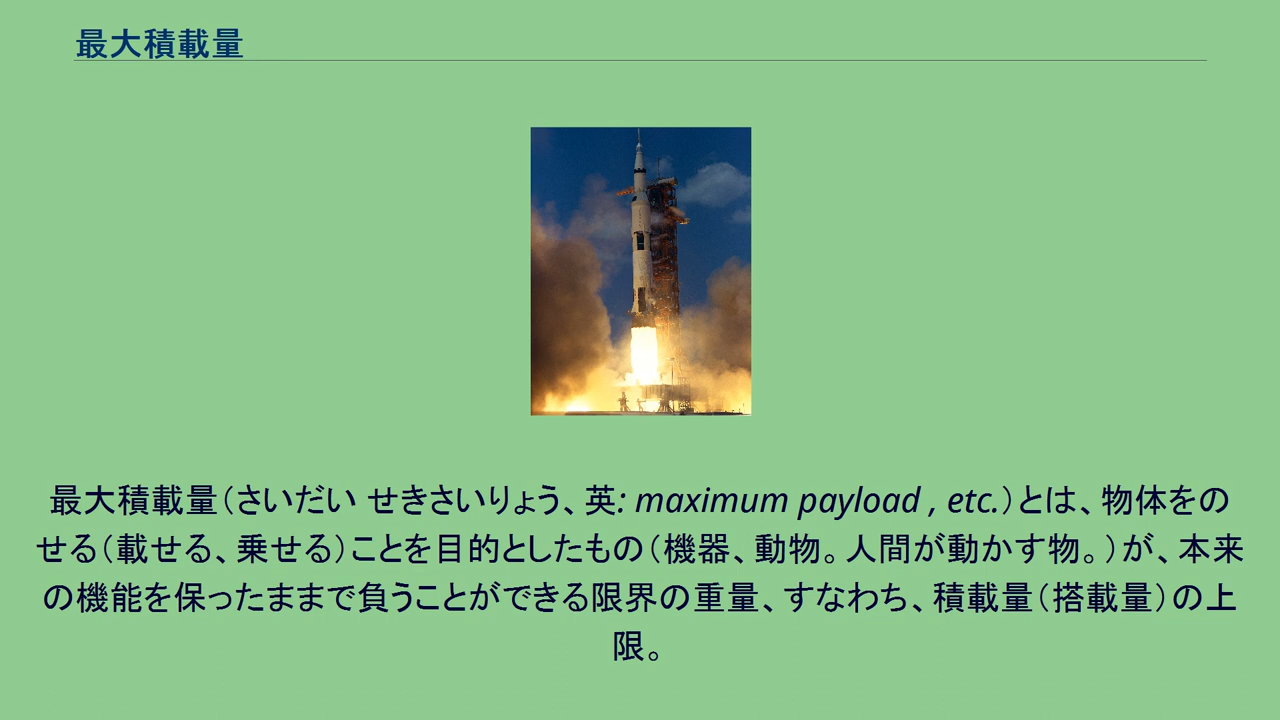 最大積載量
最大積載量（さいだい せきさいりょう、英: maximum payload , etc.）とは、物体をの
せる（載せる、乗せる）ことを目的としたもの（機器、動物。人間が動かす物。）が、本来
の機能を保ったままで負うことができる限界の重量、すなわち、積載量（搭載量）の上
限。